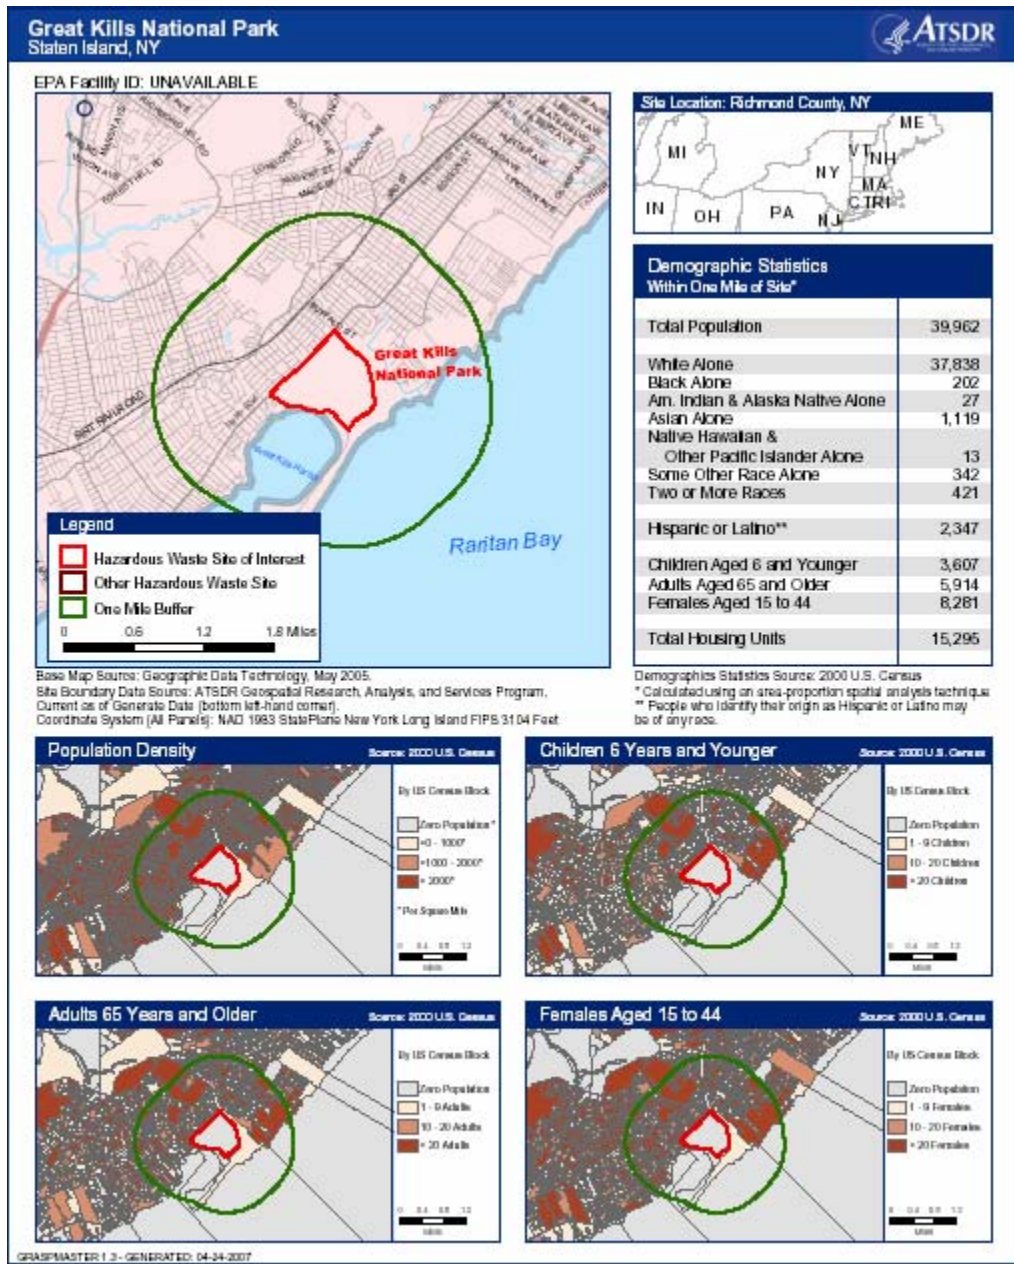 Great Kills National Park
Staten Island, NY
ATSDR
EPA Facility ID: UNAVAILABLE
Great Kills
National Park
Raritan Bay
Legend
Hazardous Waste Site of Interest
Other Hazardous Waste Site
One Mile Buffer
0 0.6 1.2 1.8 Miles
Site Location: Richmond County, NY
ME
MI
VT
NH
NY
MA
CT
RI
IN
OH
PA
NJ
Demographic Statistics
Within One Mile of Site*
Total Population 39,962
White Alone 37,838
Black Alone 202
Am. Indian & Alaska Native Alone 27
Asian Alone 1,119
Native Hawaiian &
Other Pacific Islander Alone 13
Some Other Race Alone 342
Two or More Races 421
Hispanic or Latino** 2,347
Children Aged 6 and Younger 3,607
Adults Aged 65 and Older 5,914
Females Aged 15 to 44 8,281
Total Housing Units 15,295
Base Map Source: Geographic Data Technology, May 2005.
Site Boundary Data Source: ATSDR Geospatial Research, Analysis, and Services Program,
Current as of Generate Date (bottom left-hand corner).
Coordinate System (All Panels): NAD 1983 StatePlane New York Long Island FIPS 3104 Feet
Demographics Statistics Source: 2000 U.S. Census
* Calculated using an area-proportion spatial analysis technique
** People who identify their origin as Hispanic or Latino may
be of any race.
Population Density Source: 2000 U.S. Census
By US Census Block
Zero Population*
>0 - 1000*
>1000 - 2000*
> 2000*
* Per Square Mile
Children 6 Years and Younger Source: 2000 U.S. Census
By US Census Block
Zero Population
1 - 9 Children
10 - 20 Children
> 20 Children
Adults 65 Years and Older Source: 2000 U.S. Census
By US Census Block
Zero Population
1 - 9 Adults
10 - 20 Adults
> 20 Adults
Females Aged 15 to 44 Source: 2000 U.S. Census
By US Census Block
Zero Population
1 - 9 Females
10 - 20 Females
> 20 Females
GRASPMASTER 1.3 - GENERATED: 04-24-2007